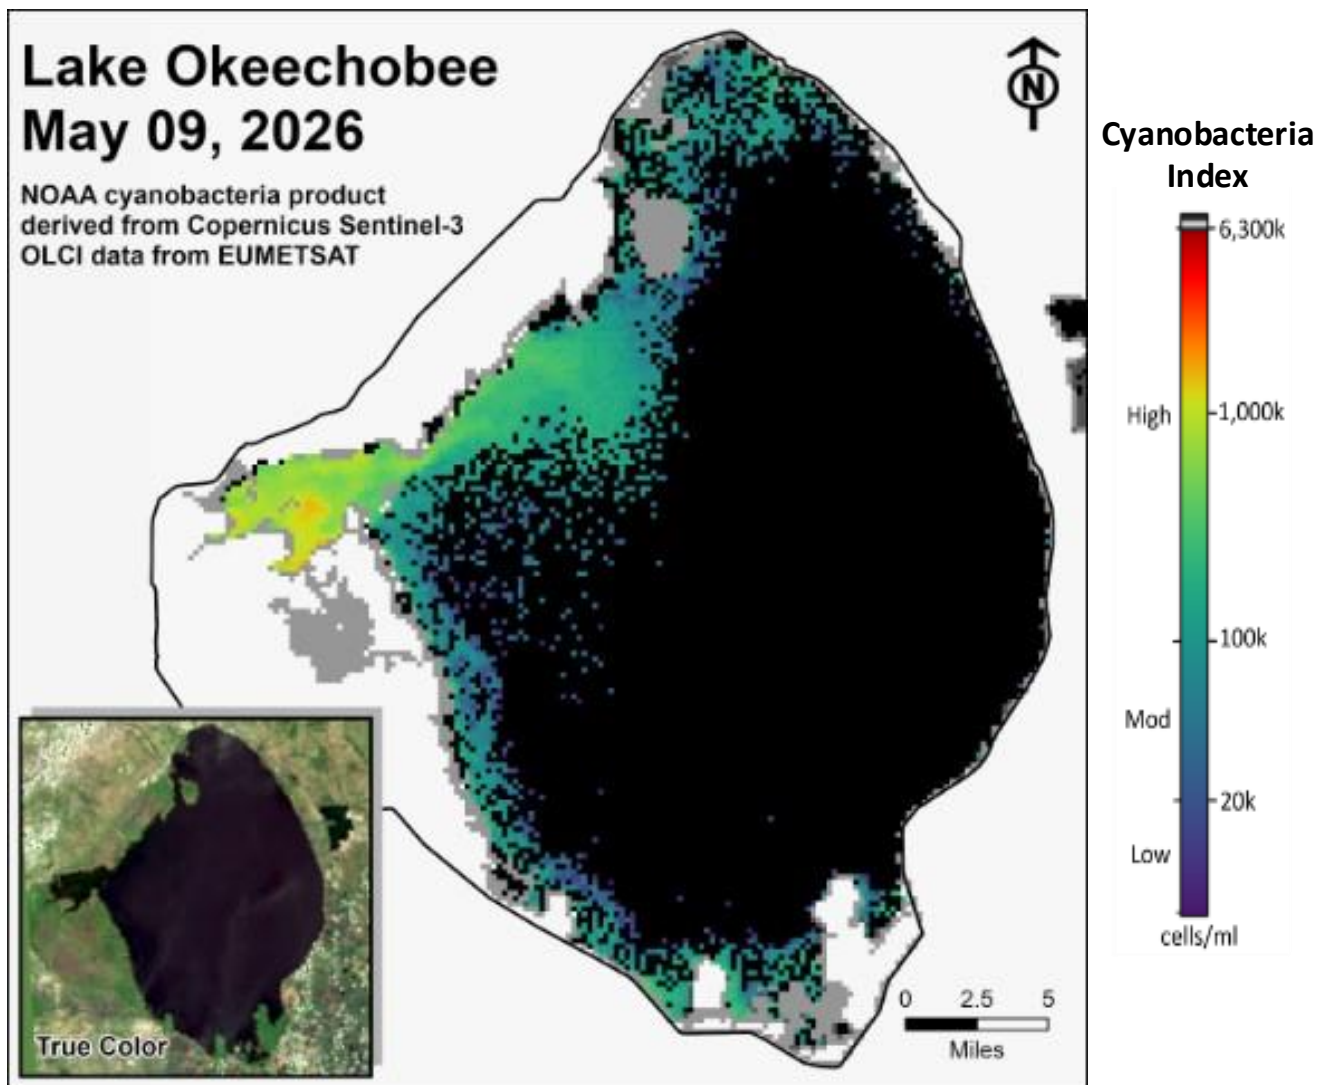 Lake Okeechobee
May 09, 2026
NOAA cyanobacteria product
derived from Copernicus Sentinel-3
OLCI data from EUMETSAT
N
Cyanobacteria
Index
6,300k
High
1,000k
100k
Mod
20k
Low
cells/ml
True Color
0 2.5 5
Miles